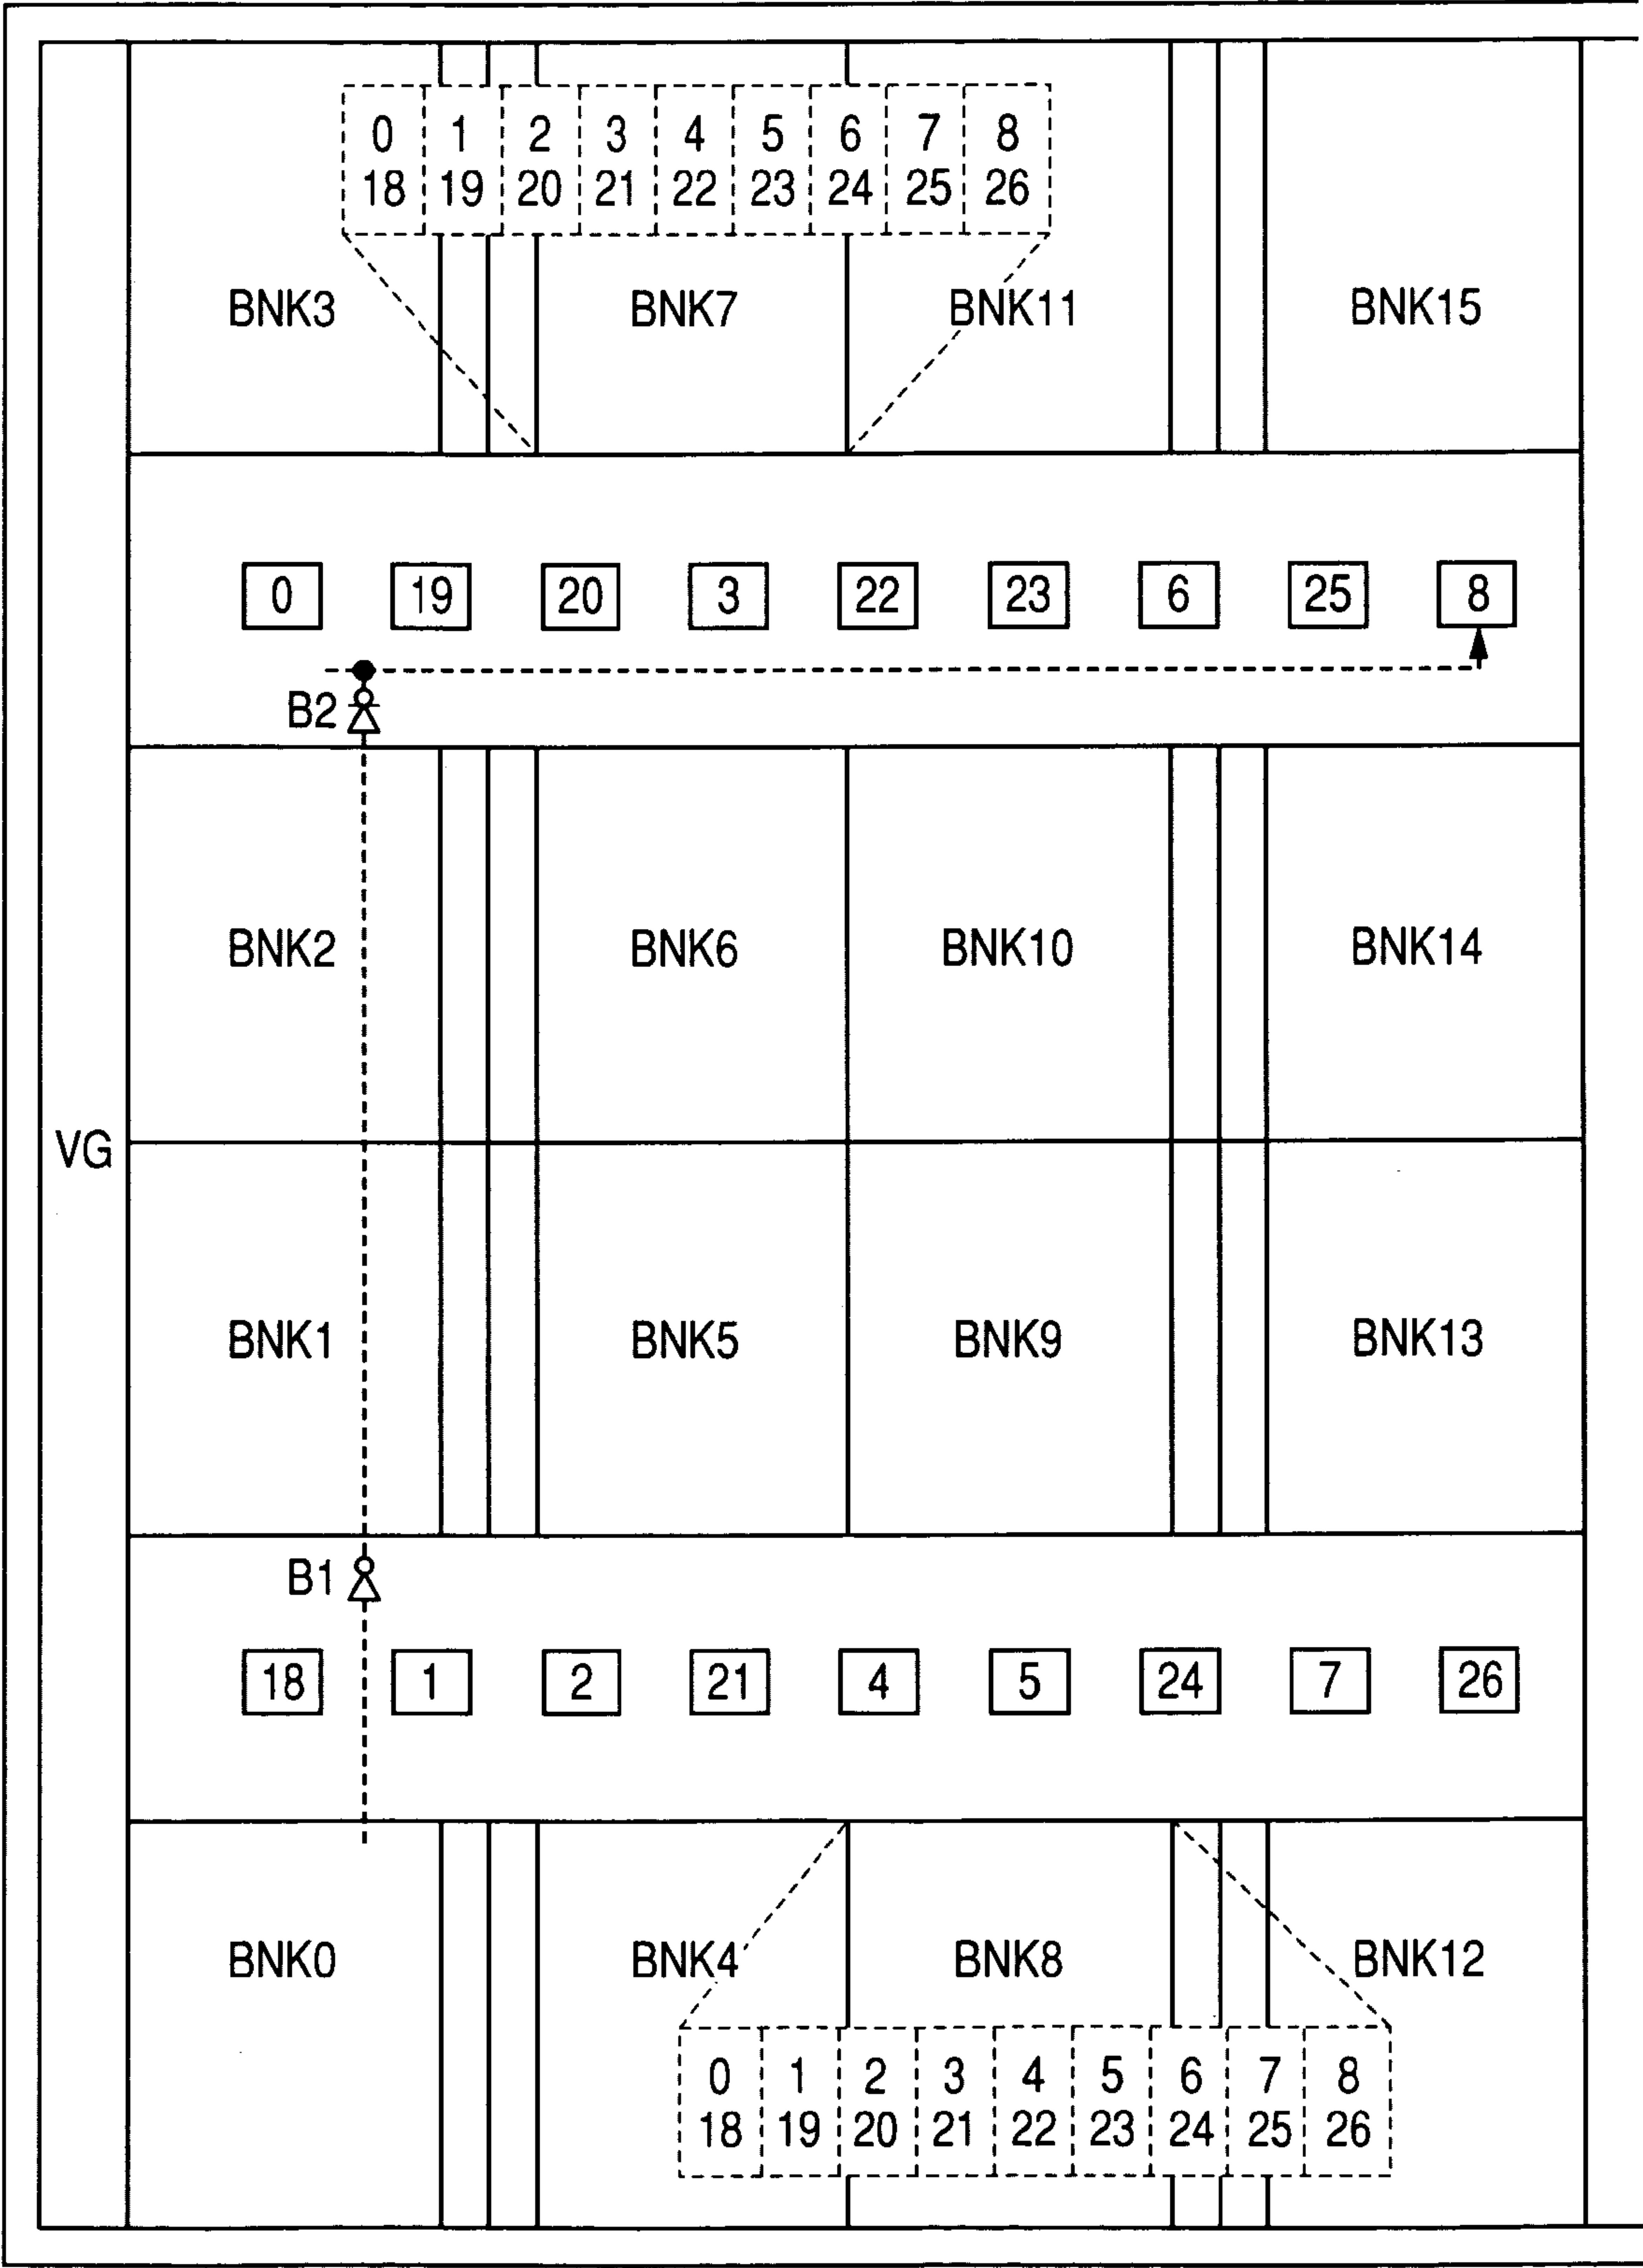 0 1 2 3 4 5 6 7 8
18 19 20 21 22 23 24 25 26
BNK3 BNK7 BNK11 BNK15
0 19 20 3 22 23 6 25 8
B2
BNK2 BNK6 BNK10 BNK14
VG
BNK1 BNK5 BNK9 BNK13
B1
18 1 2 21 4 5 24 7 26
BNK0 BNK4 BNK8 BNK12
0 1 2 3 4 5 6 7 8
18 19 20 21 22 23 24 25 26